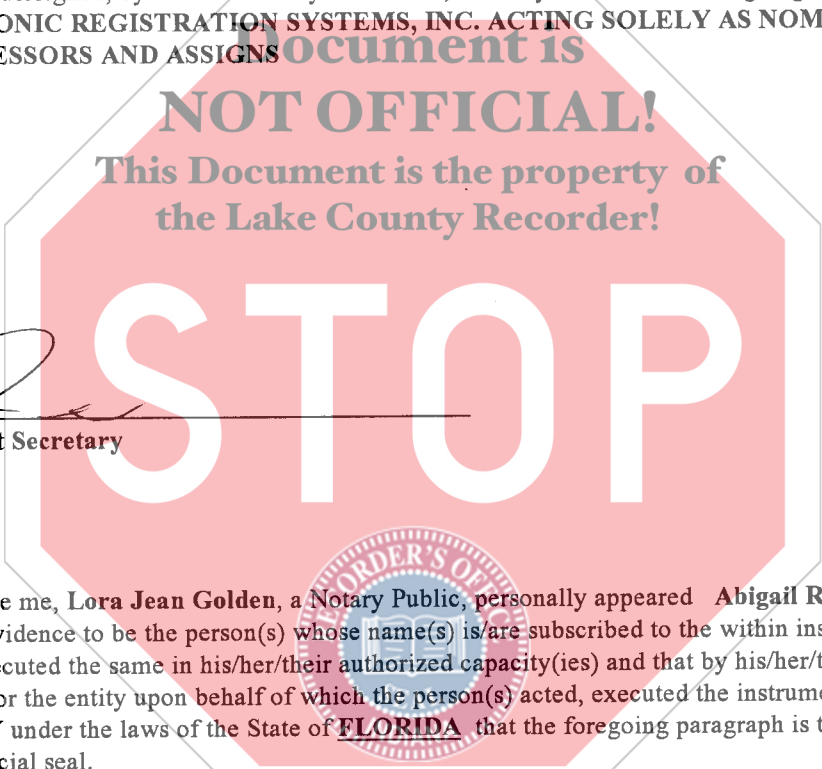 ONIC REGISTRATION SYSTEMS, INC. ACTING SOLELY AS NOM
ESSORS AND ASSIGNS
Document is
NOT OFFICIAL!
This Document is the property of
the Lake County Recorder!
STOP
t Secretary
RECORDER'S OFFIC
e me, Lora Jean Golden, a Notary Public, personally appeared Abigail R
vidence to be the person(s) whose name(s) is/are subscribed to the within ins
ecuted the same in his/her/their authorized capacity(ies) and that by his/her/t
or the entity upon behalf of which the person(s) acted, executed the instrume
under the laws of the State of FLORIDA that the foregoing paragraph is t
cial seal.